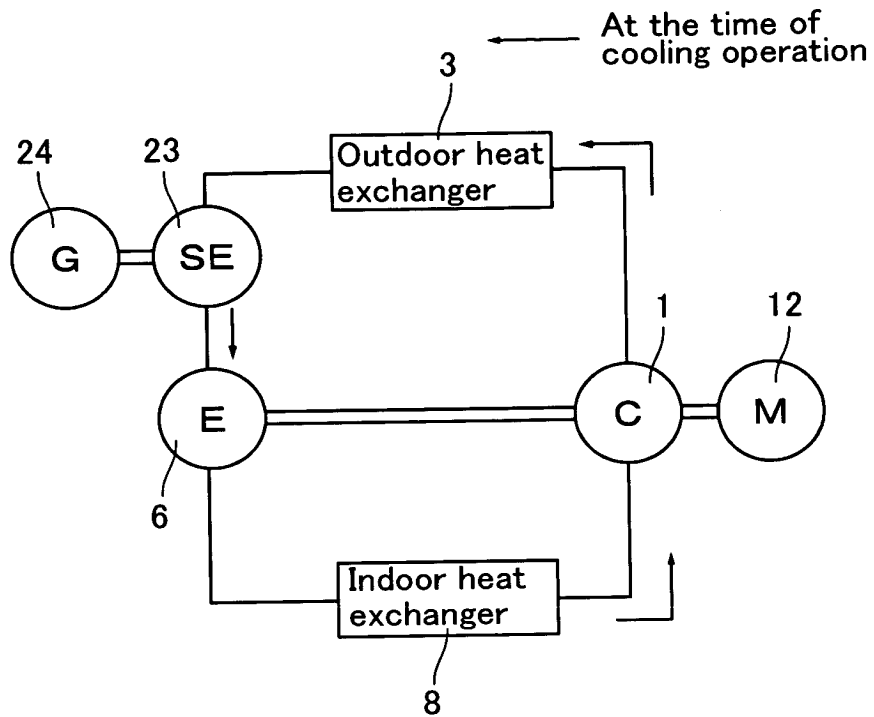 At the time of
cooling operation
3
Outdoor heat
exchanger
24
23
G
SE
1
12
E
C
M
6
Indoor heat
exchanger
8